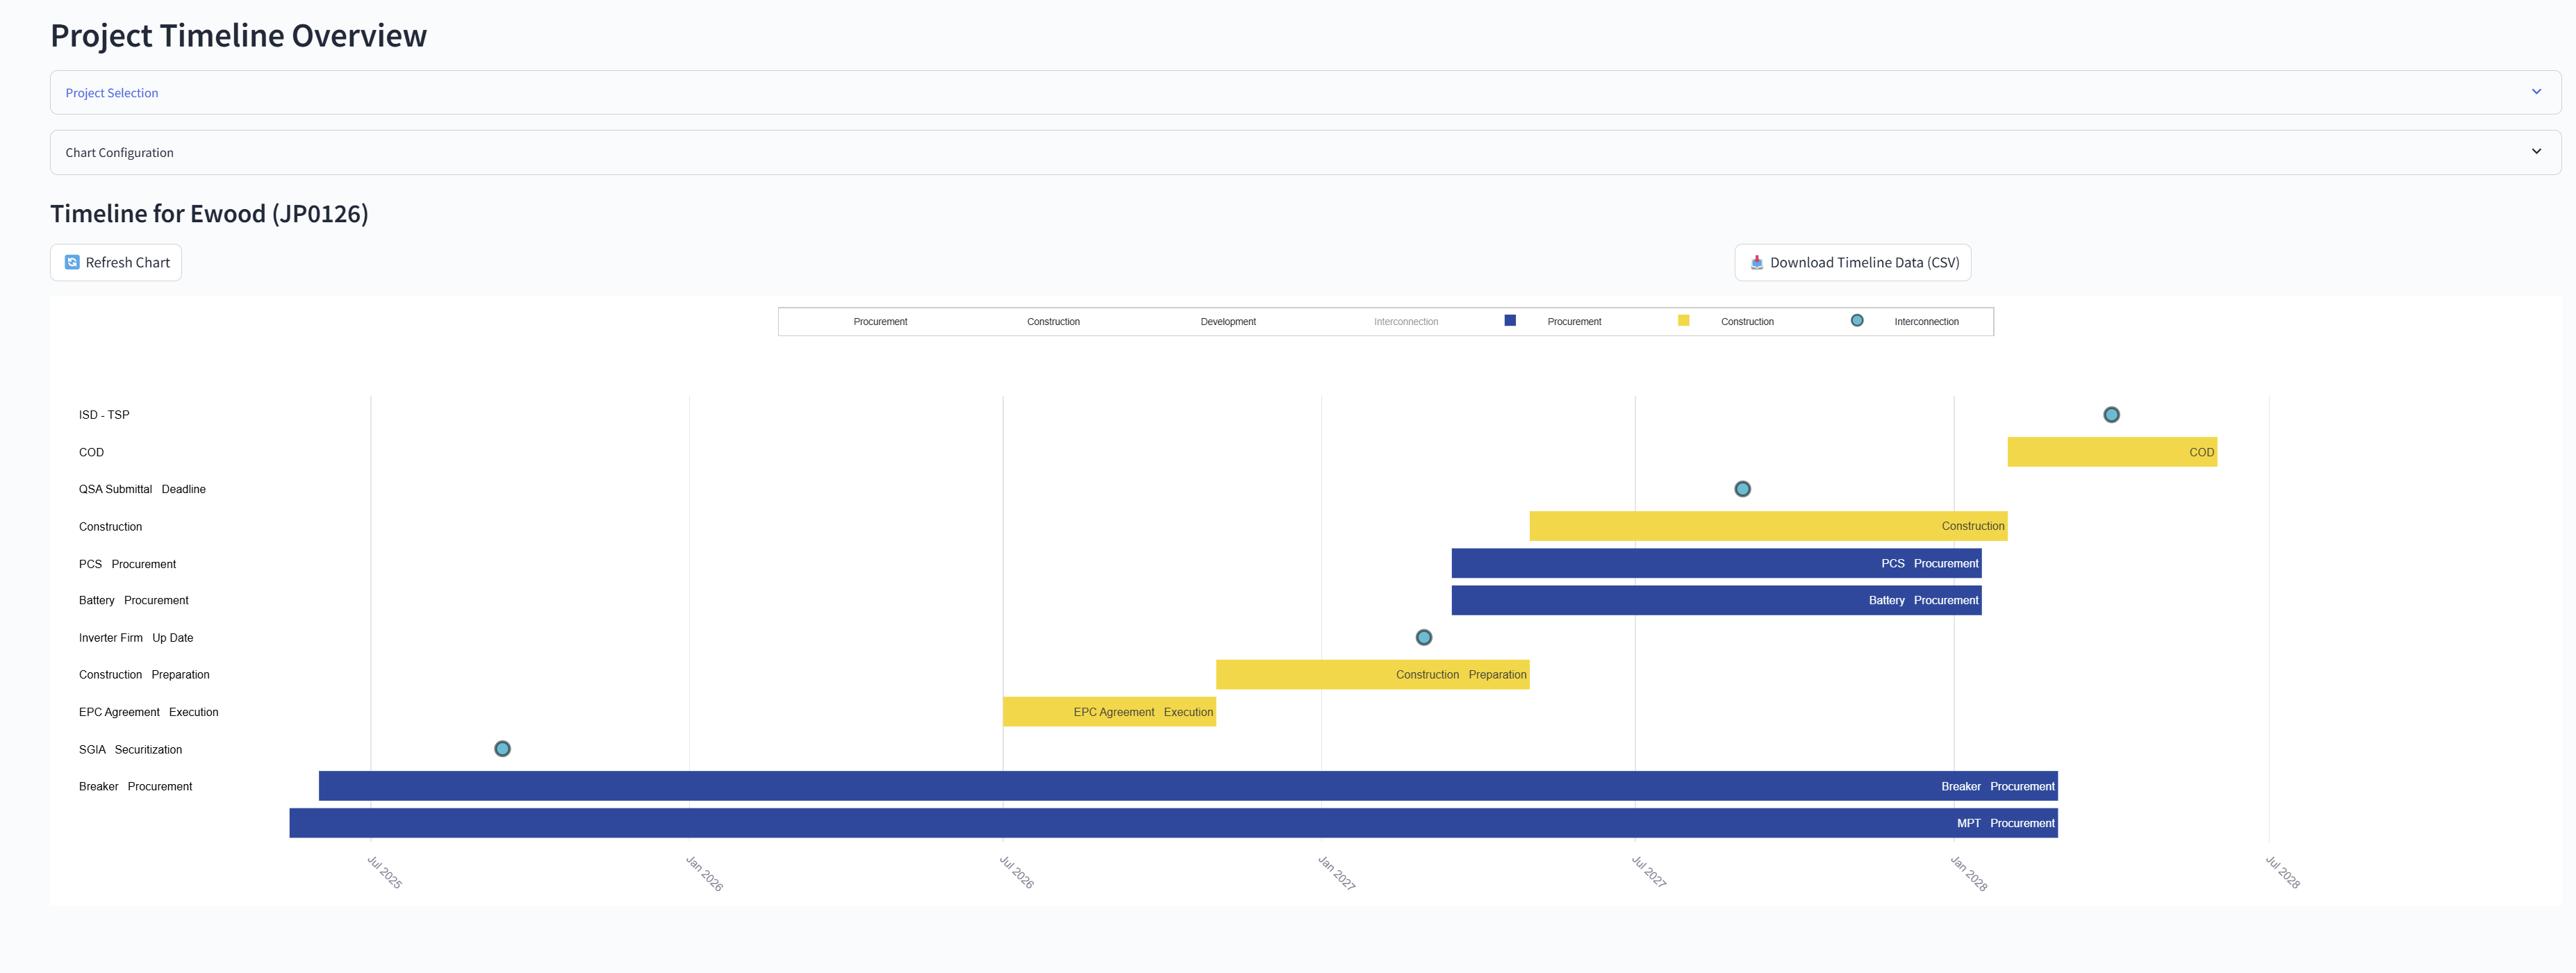 Project Timeline Overview
Project Selection
Chart Configuration
Timeline for Ewood (JP0126)
Refresh Chart
Download Timeline Data (CSV)
Procurement Construction Development Interconnection Procurement Construction Interconnection
ISD - TSP
COD
COD
QSA Submittal Deadline
Construction
Construction
PCS Procurement
PCS Procurement
Battery Procurement
Battery Procurement
Inverter Firm Up Date
Construction Preparation
Construction Preparation
EPC Agreement Execution
EPC Agreement Execution
SGIA Securitization
Breaker Procurement
Breaker Procurement
MPT Procurement
Jul 2025
Jan 2026
Jul 2026
Jan 2027
Jul 2027
Jan 2028
Jul 2028